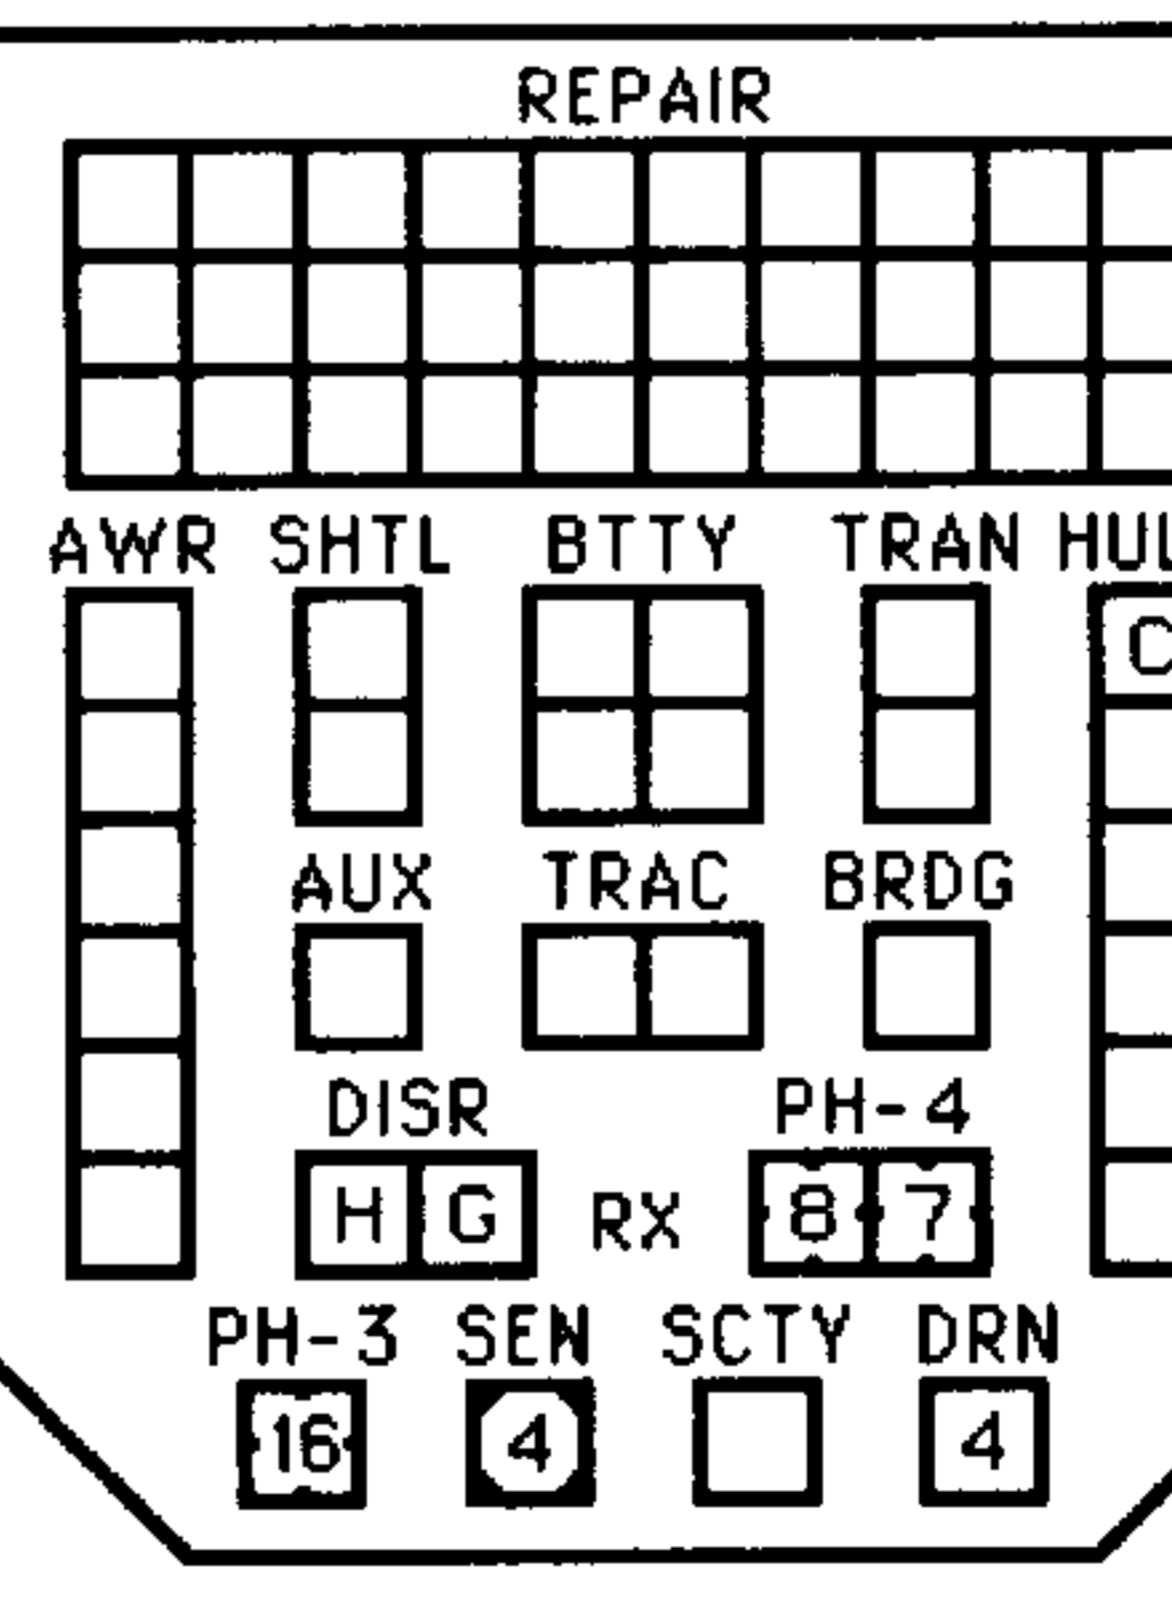 REPAIR
AWR SHTL BTTY TRAN HUL
C
AUX TRAC BRDG
DISR PH-4
H G RX 8 7
PH-3 SEN SCTY DRN
16 4 4